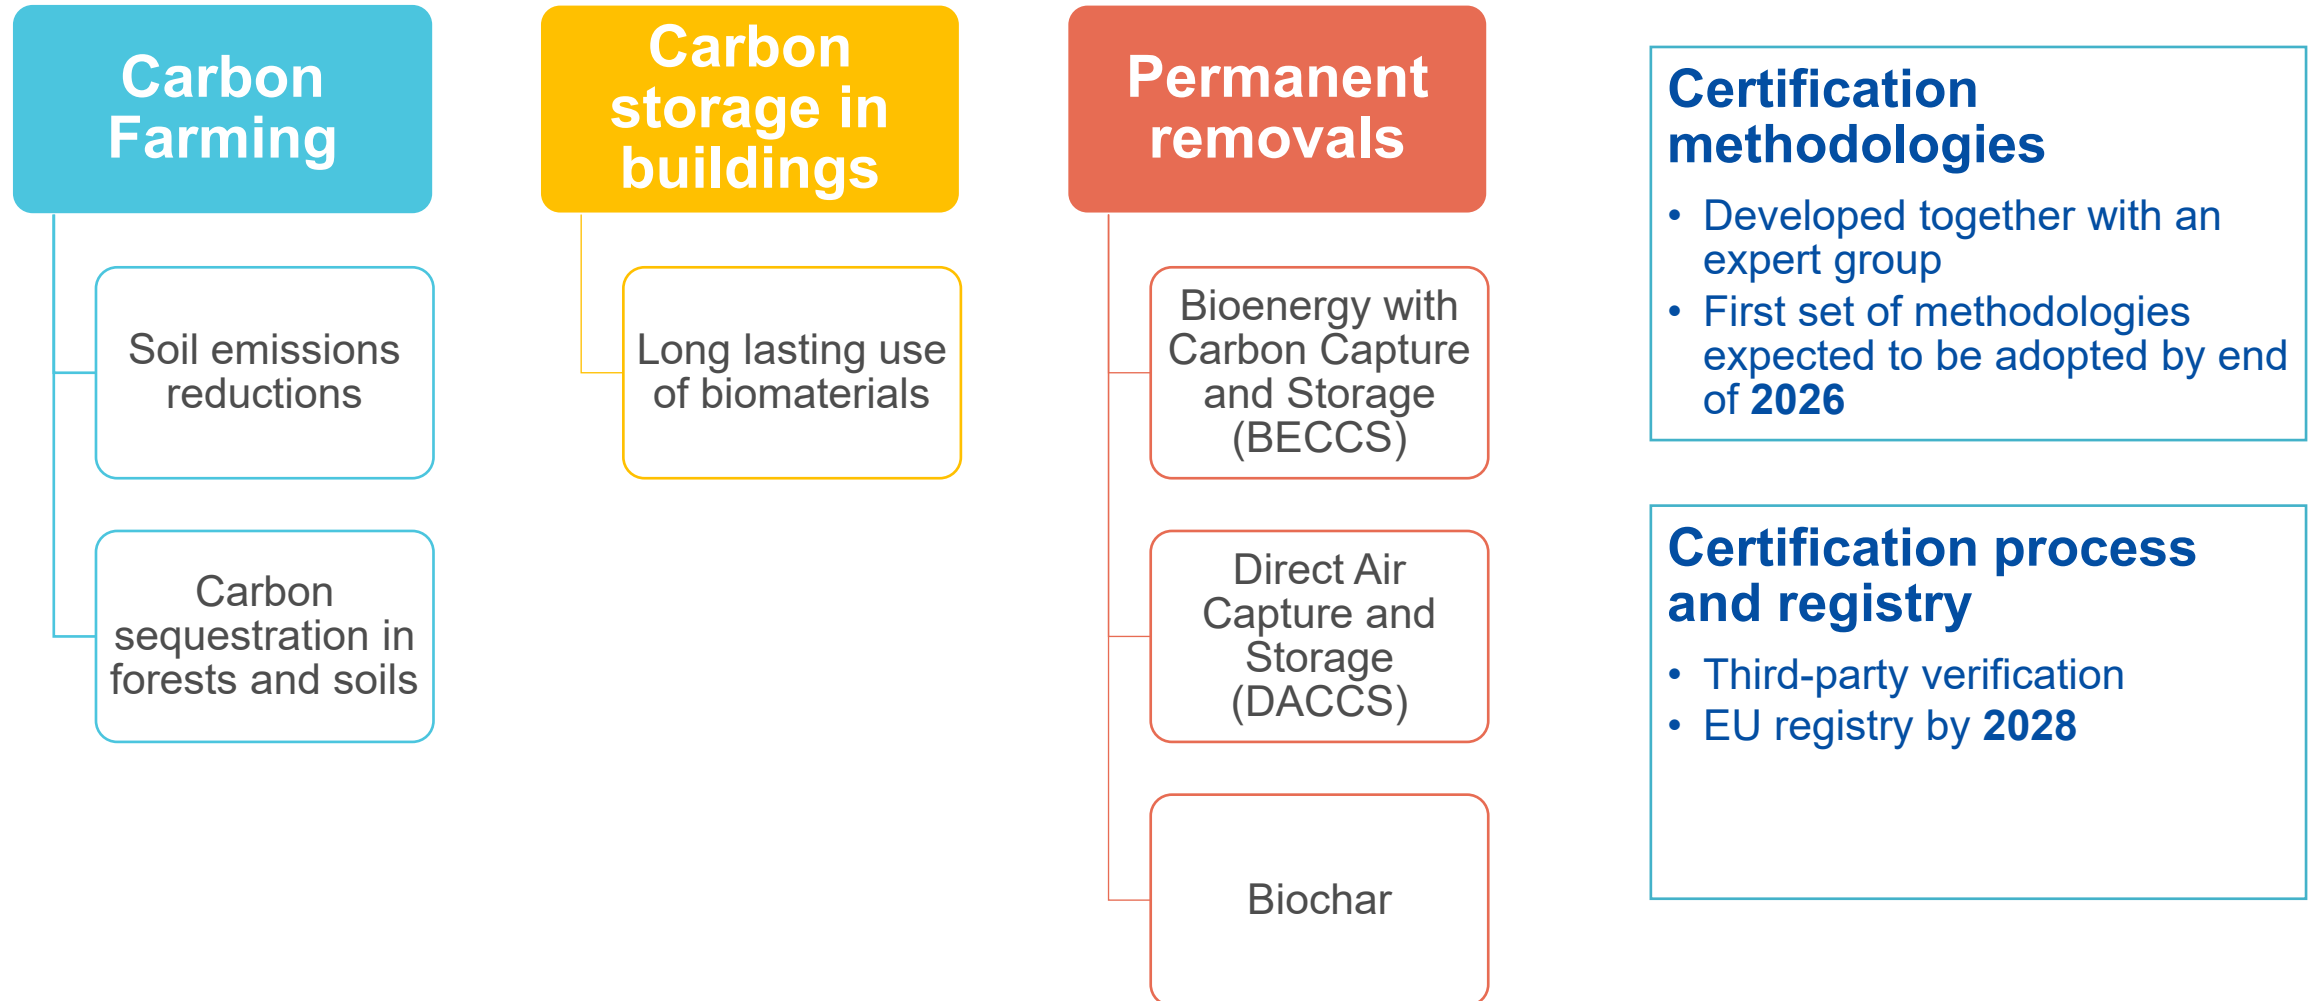 Carbon
Farming
Soil emissions
reductions
Carbon
sequestration in
forests and soils
Carbon
storage in
buildings
Long lasting use
of biomaterials
Permanent
removals
Bioenergy with
Carbon Capture
and Storage
(BECCS)
Direct Air
Capture and
Storage
(DACCS)
Biochar
Certification
methodologies
• Developed together with an
expert group
• First set of methodologies
expected to be adopted by end
of 2026
Certification process
and registry
• Third-party verification
• EU registry by 2028